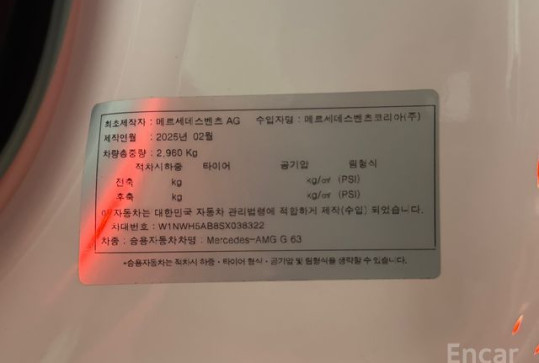 최초제작자 : 메르세데스벤츠 AG 수입자명 : 메르세데스벤츠코리아(주)
제작연월 : 2025년 02월
차량총중량 : 2,960 Kg
적차시하중 타이어 공기압 원형식
전축 kg kg/㎠ (PSI)
후축 kg kg/㎠ (PSI)
이 자동차는 대한민국 자동차 관리법령에 적합하게 제작(수입) 되었습니다.
차대번호 : W1NWH5AB8SX038322
차종 : 승용자동차차명 : Mercedes-AMG G 63
*승용자동차는 적차시 하중·타이어 형식·공기압 및 원형식을 생략할 수 있습니다.
Encar